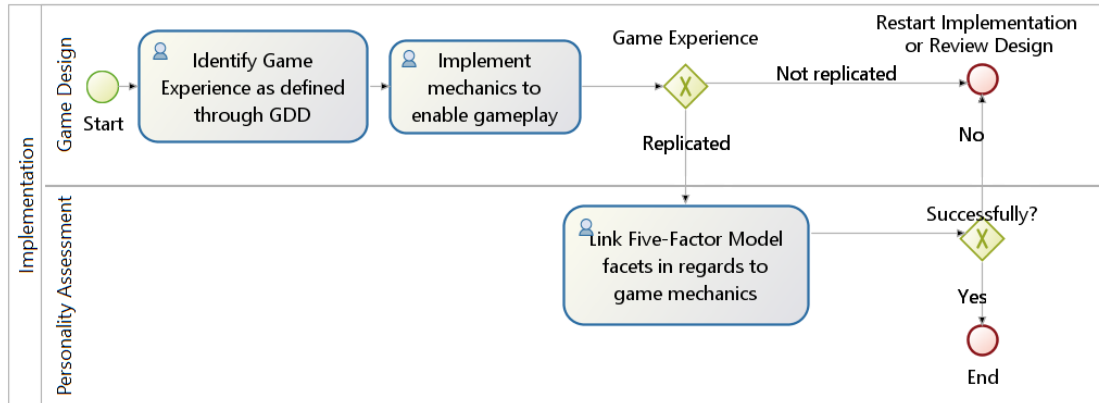 Implementation
Game Design
Start
Identify Game
Experience as defined
through GDD
Implement
mechanics to
enable gameplay
Game Experience
Not replicated
Replicated
Restart Implementation
or Review Design
No
Personality Assessment
Link Five-Factor Model
facets in regards to
game mechanics
Successfully?
Yes
End